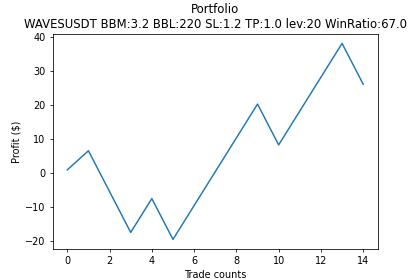 Portfolio
WAVESUSDT BBM:3.2 BBL:220 SL:1.2 TP:1.0 lev:20 WinRatio:67.0
40
30
20
10
0
−10
−20
Profit ($)
0 2 4 6 8 10 12 14
Trade counts